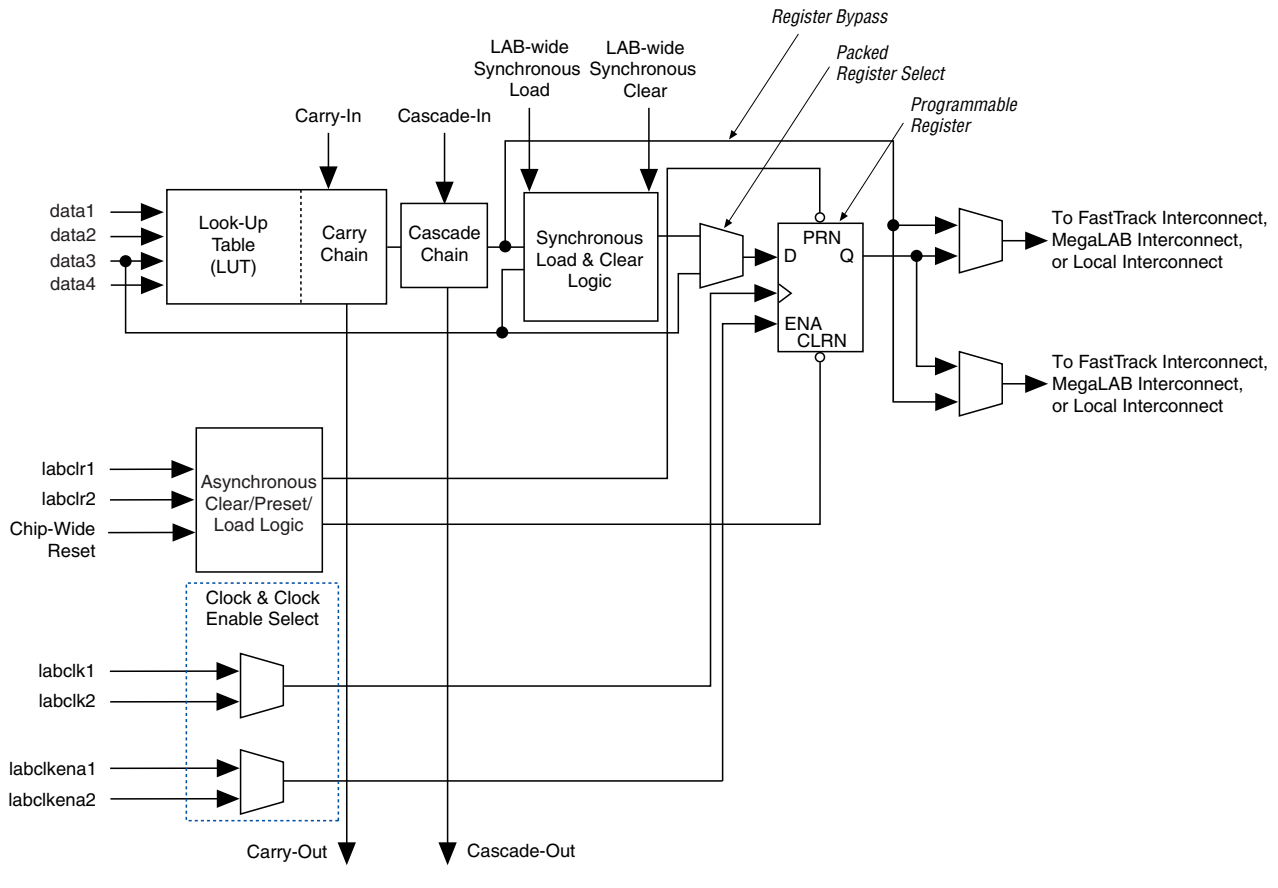 Register Bypass
Packed
Register Select
Programmable
Register
LAB-wide
Synchronous
Load
LAB-wide
Synchronous
Clear
Carry-In
Cascade-In
data1
data2
data3
data4
Look-Up
Table
(LUT)
Carry
Chain
Cascade
Chain
Synchronous
Load & Clear
Logic
PRN
D
Q
ENA
CLRN
To FastTrack Interconnect,
MegaLAB Interconnect,
or Local Interconnect
To FastTrack Interconnect,
MegaLAB Interconnect,
or Local Interconnect
labclr1
labclr2
Chip-Wide
Reset
Asynchronous
Clear/Preset/
Load Logic
Clock & Clock
Enable Select
labclk1
labclk2
labclkena1
labclkena2
Carry-Out
Cascade-Out